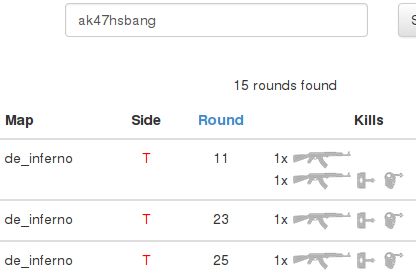 ak47hsbang
S
15 rounds found
Map Side Round Kills
de_inferno T 11 1x
1x
de_inferno T 23 1x
de_inferno T 25 1x